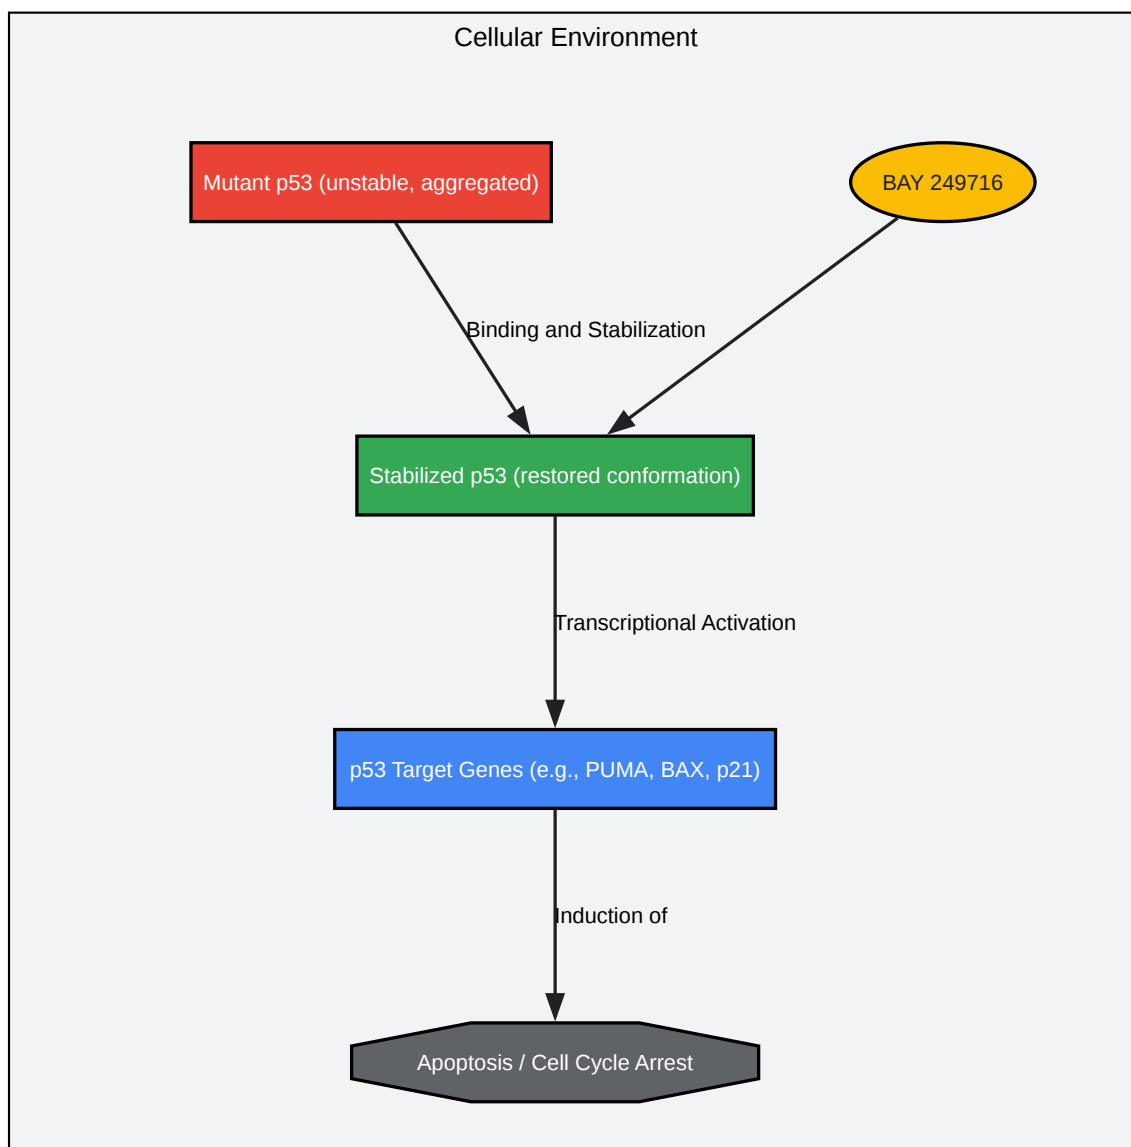 Cellular Environment
Mutant p53 (unstable, aggregated)
BAY 249716
Binding and Stabilization
Stabilized p53 (restored conformation)
Transcriptional Activation
p53 Target Genes (e.g., PUMA, BAX, p21)
Induction of
Apoptosis / Cell Cycle Arrest